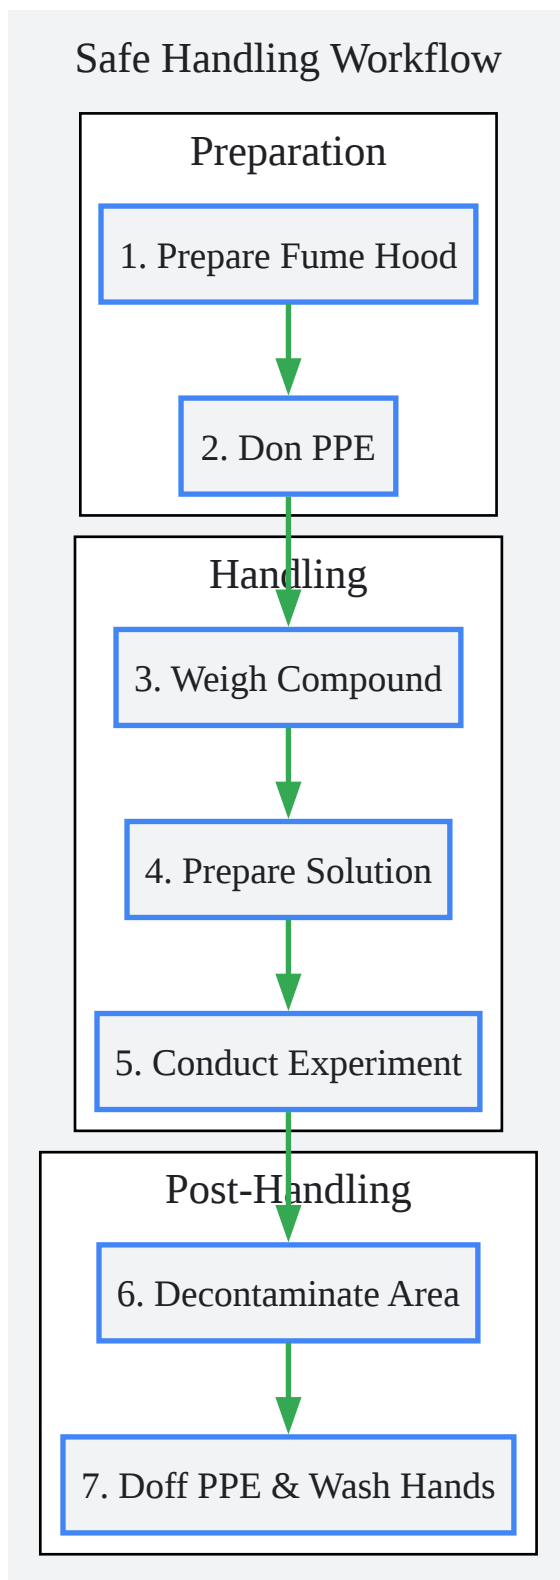 Safe Handling Workflow
Preparation
1. Prepare Fume Hood
2. Don PPE
Handling
3. Weigh Compound
4. Prepare Solution
5. Conduct Experiment
Post-Handling
6. Decontaminate Area
7. Doff PPE & Wash Hands